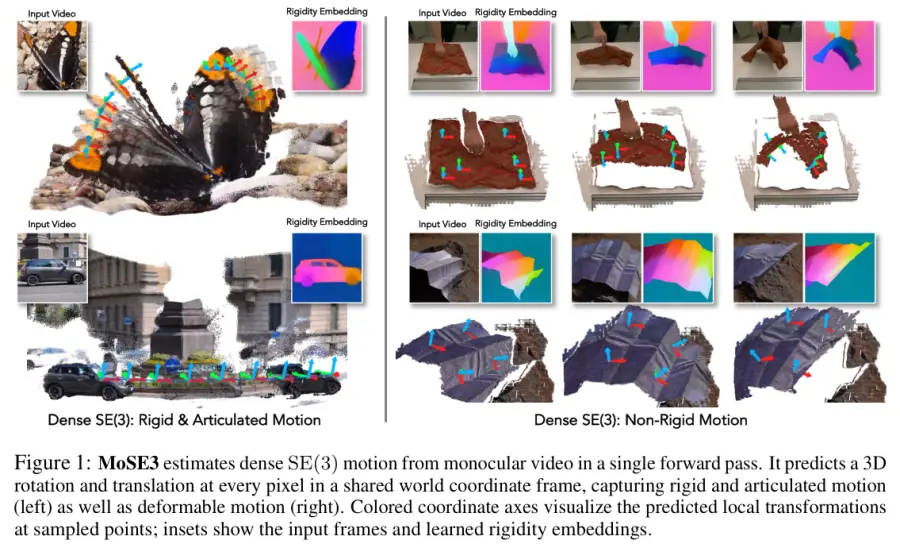 Input Video
Rigidity Embedding
Input Video
Rigidity Embedding
Dense SE(3): Rigid & Articulated Motion
Input Video
Rigidity Embedding
Input Video
Rigidity Embedding
Dense SE(3): Non-Rigid Motion
Figure 1: MoSE3 estimates dense SE(3) motion from monocular video in a single forward pass. It predicts a 3D
rotation and translation at every pixel in a shared world coordinate frame, capturing rigid and articulated motion
(left) as well as deformable motion (right). Colored coordinate axes visualize the predicted local transformations
at sampled points; insets show the input frames and learned rigidity embeddings.